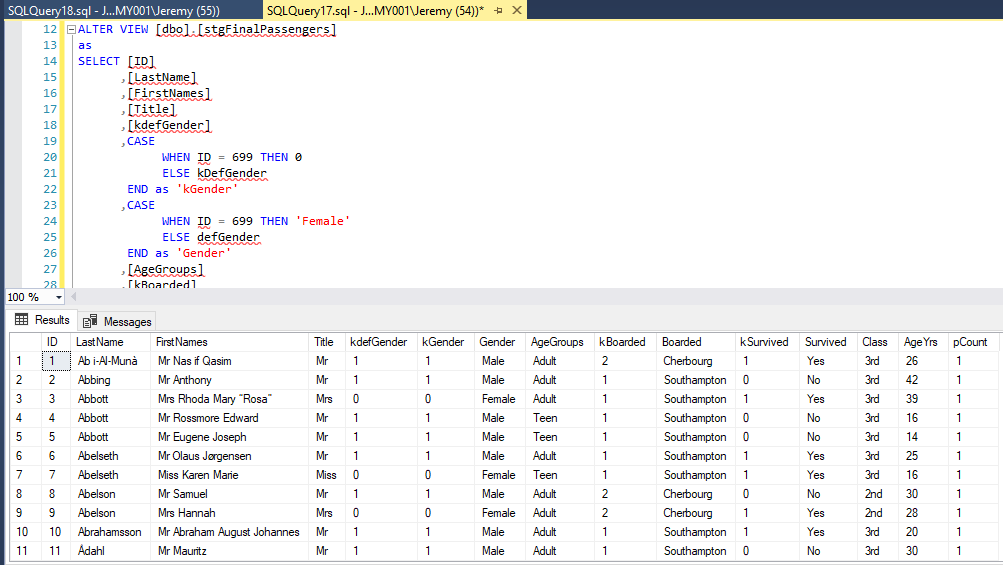 SQLQuery18.sql - J...MY001\Jeremy (55)) SQLQuery17.sql - J...MY001\Jeremy (54))*
12 ALTER VIEW [dbo].[stgFinalPassengers]
13 as
14 SELECT [ID]
15 ,[LastName]
16 ,[FirstNames]
17 ,[Title]
18 ,[kdefGender]
19 ,CASE
20 WHEN ID = 699 THEN 0
21 ELSE kDefGender
22 END as 'kGender'
23 ,CASE
24 WHEN ID = 699 THEN 'Female'
25 ELSE defGender
26 END as 'Gender'
27 ,[AgeGroups]
28 ,[kBoarded]
100 %
Results Messages
ID LastName FirstNames Title kdefGender kGender Gender AgeGroups kBoarded Boarded kSurvived Survived Class AgeYrs pCount
1 1 Ab i-Al-Munà Mr Nas if Qasim Mr 1 1 Male Adult 2 Cherbourg 1 Yes 3rd 26 1
2 2 Abbing Mr Anthony Mr 1 1 Male Adult 1 Southampton 0 No 3rd 42 1
3 3 Abbott Mrs Rhoda Mary "Rosa" Mrs 0 0 Female Adult 1 Southampton 1 Yes 3rd 39 1
4 4 Abbott Mr Rossmore Edward Mr 1 1 Male Teen 1 Southampton 0 No 3rd 16 1
5 5 Abbott Mr Eugene Joseph Mr 1 1 Male Teen 1 Southampton 0 No 3rd 14 1
6 6 Abelseth Mr Olaus Jørgensen Mr 1 1 Male Adult 1 Southampton 1 Yes 3rd 25 1
7 7 Abelseth Miss Karen Marie Miss 0 0 Female Teen 1 Southampton 1 Yes 3rd 16 1
8 8 Abelson Mr Samuel Mr 1 1 Male Adult 2 Cherbourg 0 No 2nd 30 1
9 9 Abelson Mrs Hannah Mrs 0 0 Female Adult 2 Cherbourg 1 Yes 2nd 28 1
10 10 Abrahamsson Mr Abraham August Johannes Mr 1 1 Male Adult 1 Southampton 1 Yes 3rd 20 1
11 11 Ådahl Mr Mauritz Mr 1 1 Male Adult 1 Southampton 0 No 3rd 30 1